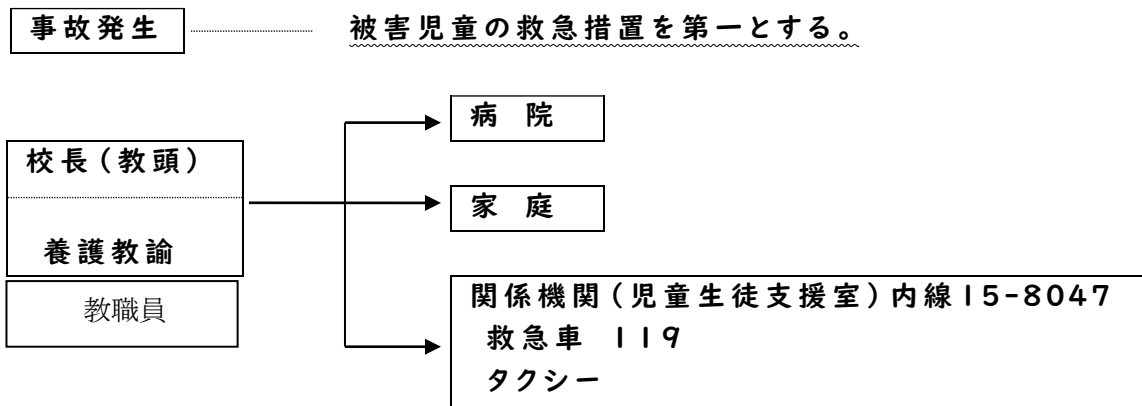 事故発生
被害児童の救急措置を第一とする。
病 院
校長(教頭)
家 庭
養護教諭
教職員
関係機関(児童生徒支援室)内線15-8047
救急車 119
タクシー